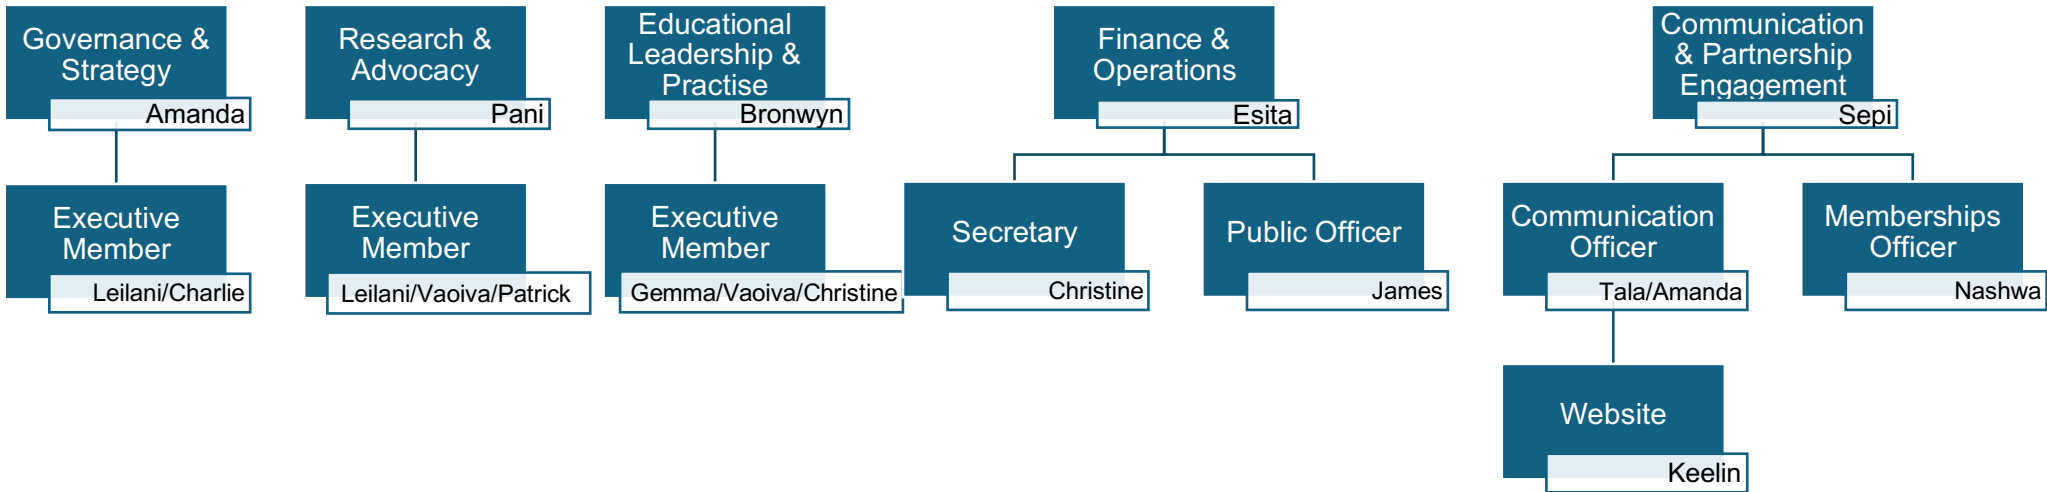 Governance &
Strategy
Amanda
Research &
Advocacy
Pani
Educational
Leadership &
Practise
Bronwyn
Finance &
Operations
Esita
Communication
& Partnership
Engagement
Sepi
Executive
Member
Leilani/Charlie
Executive
Member
Leilani/Vaoiva/Patrick
Executive
Member
Gemma/Vaoiva/Christine
Secretary
Christine
Public Officer
James
Communication
Officer
Tala/Amanda
Memberships
Officer
Nashwa
Website
Keelin